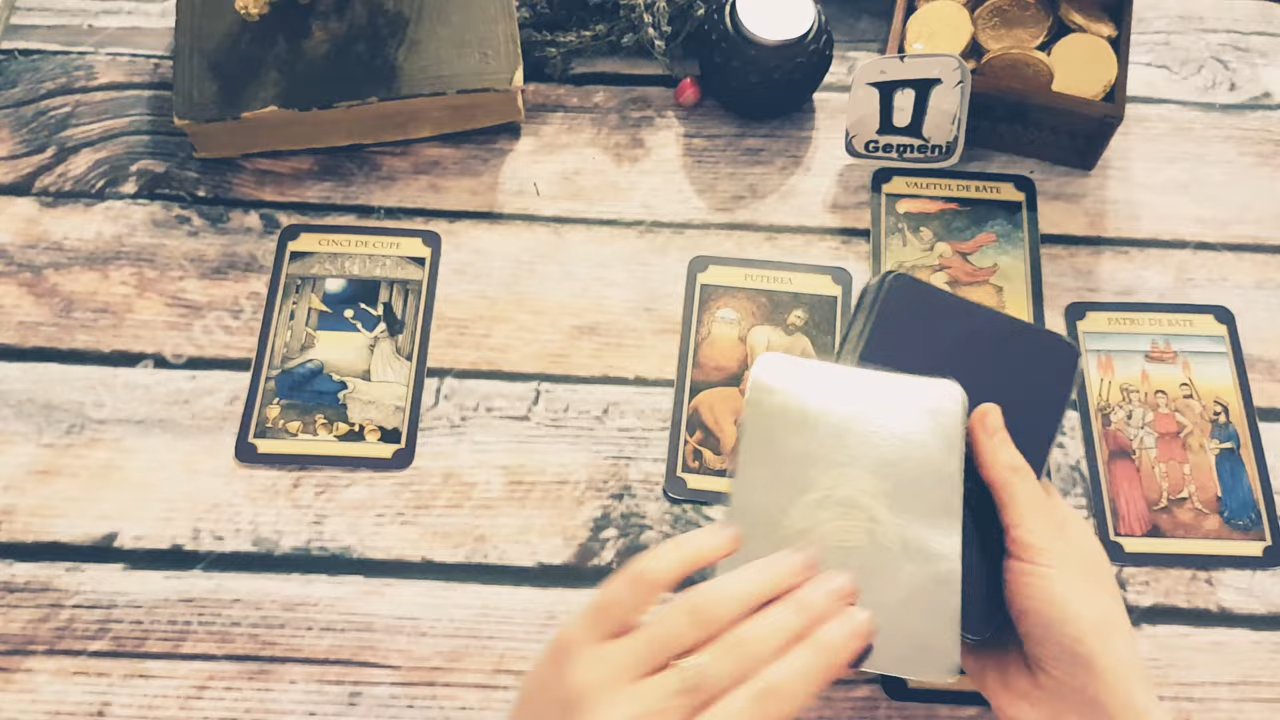 Gemeni
VALETUL DE BÂTE
CINCI DE CUPE
PUTEREA
PATRU DE BÂTE